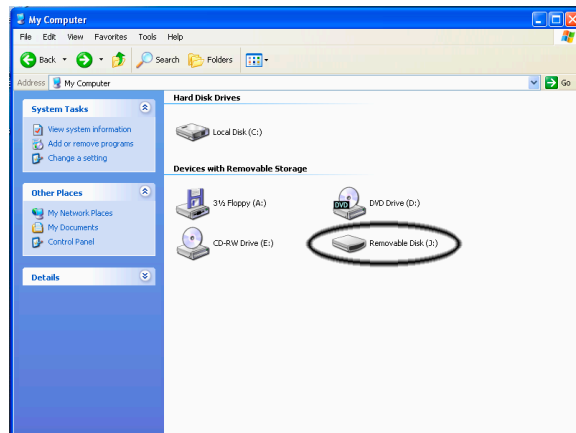 My Computer
File Edit View Favorites Tools Help
Back Search Folders
Address My Computer Go
System Tasks
View system information
Add or remove programs
Change a setting
Other Places
My Network Places
My Documents
Control Panel
Details
Hard Disk Drives
Local Disk (C:)
Devices with Removable Storage
3½ Floppy (A:) DVD Drive (D:)
CD-RW Drive (E:) Removable Disk (J:)
DVD